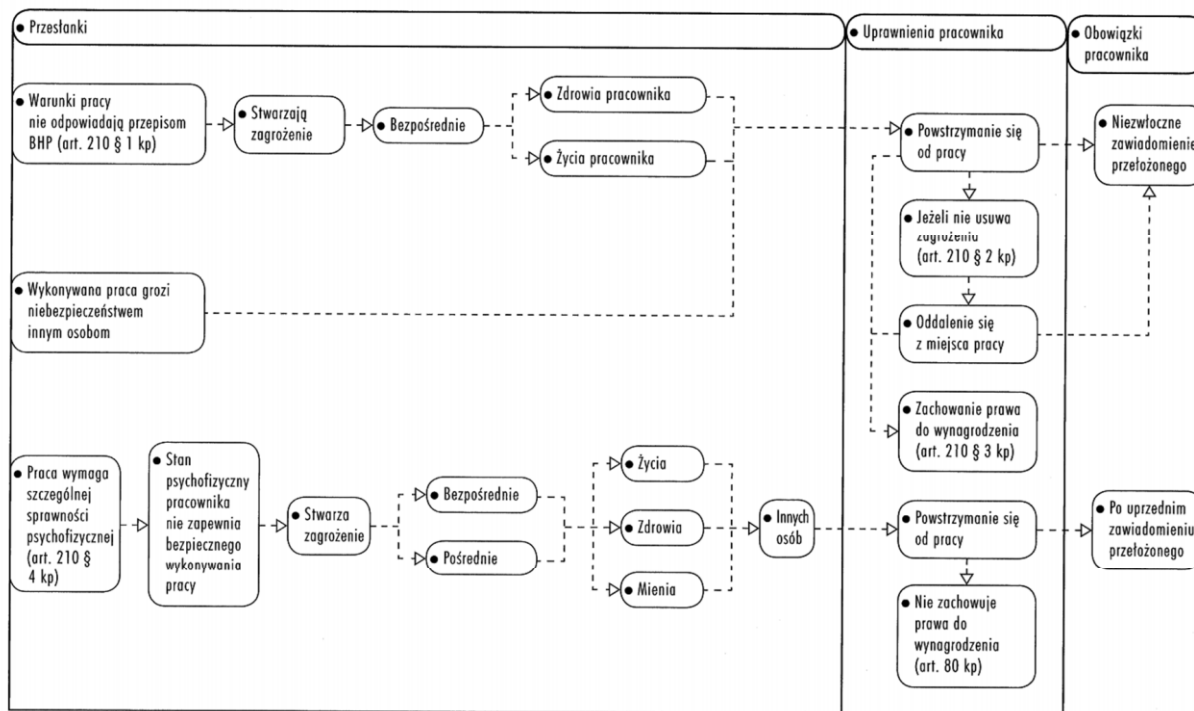 Przesłanki
Uprawnienia pracownika
Obowiązki
pracownika
Warunki pracy
nie odpowiadają przepisom
BHP (art. 210 § 1 kp)
Stwarzają
zagrożenie
Bezpośrednie
Zdrowia pracownika
Życia pracownika
Powstrzymanie się
od pracy
Niezwłoczne
zawiadomienie
przełożonego
Jeżeli nie usuwa
zagrożenia
(art. 210 § 2 kp)
Wykonywana praca grozi
niebezpieczeństwem
innym osobom
Oddalenie się
z miejsca pracy
Zachowanie prawa
do wynagrodzenia
(art. 210 § 3 kp)
Praca wymaga
szczególnej
sprawności
psychofizycznej
(art. 210 §
4 kp)
Stan
psychofizyczny
pracownika
nie zapewnia
bezpiecznego
wykonywania
pracy
Stwarza
zagrożenie
Bezpośrednie
Pośrednie
Życia
Zdrowia
Mienia
Innych
osób
Powstrzymanie się
od pracy
Po uprzednim
zawiadomieniu
przełożonego
Nie zachowuje
prawa do
wynagrodzenia
(art. 80 kp)